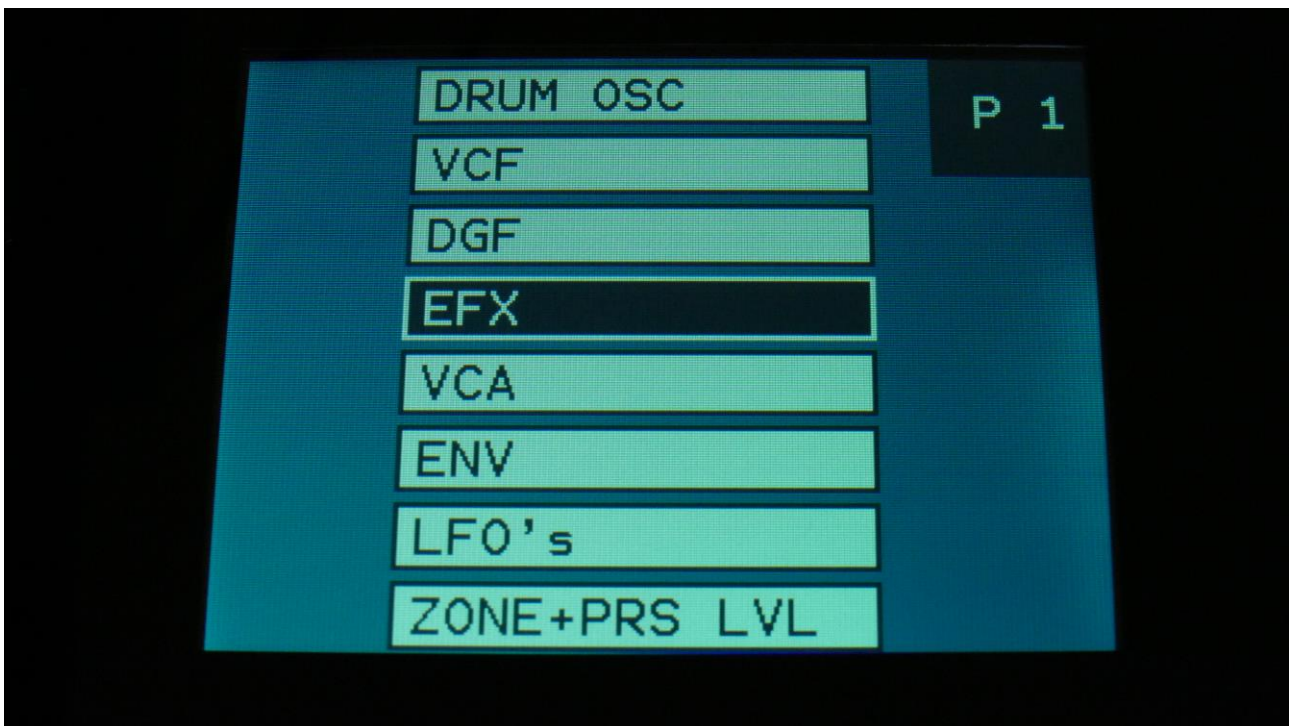 DRUM OSC
P 1
VCF
DGF
EFX
VCA
ENV
LFO's
ZONE+PRS LVL